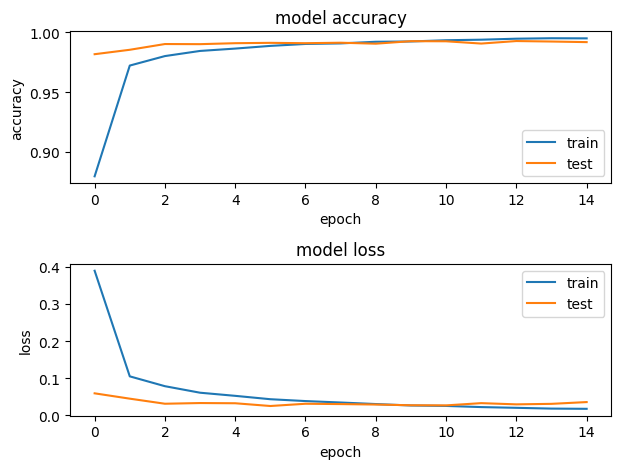 model accuracy
1.00
0.95
0.90
accuracy
train
test
0 2 4 6 8 10 12 14
epoch
model loss
0.4
0.3
0.2
0.1
0.0
loss
train
test
0 2 4 6 8 10 12 14
epoch